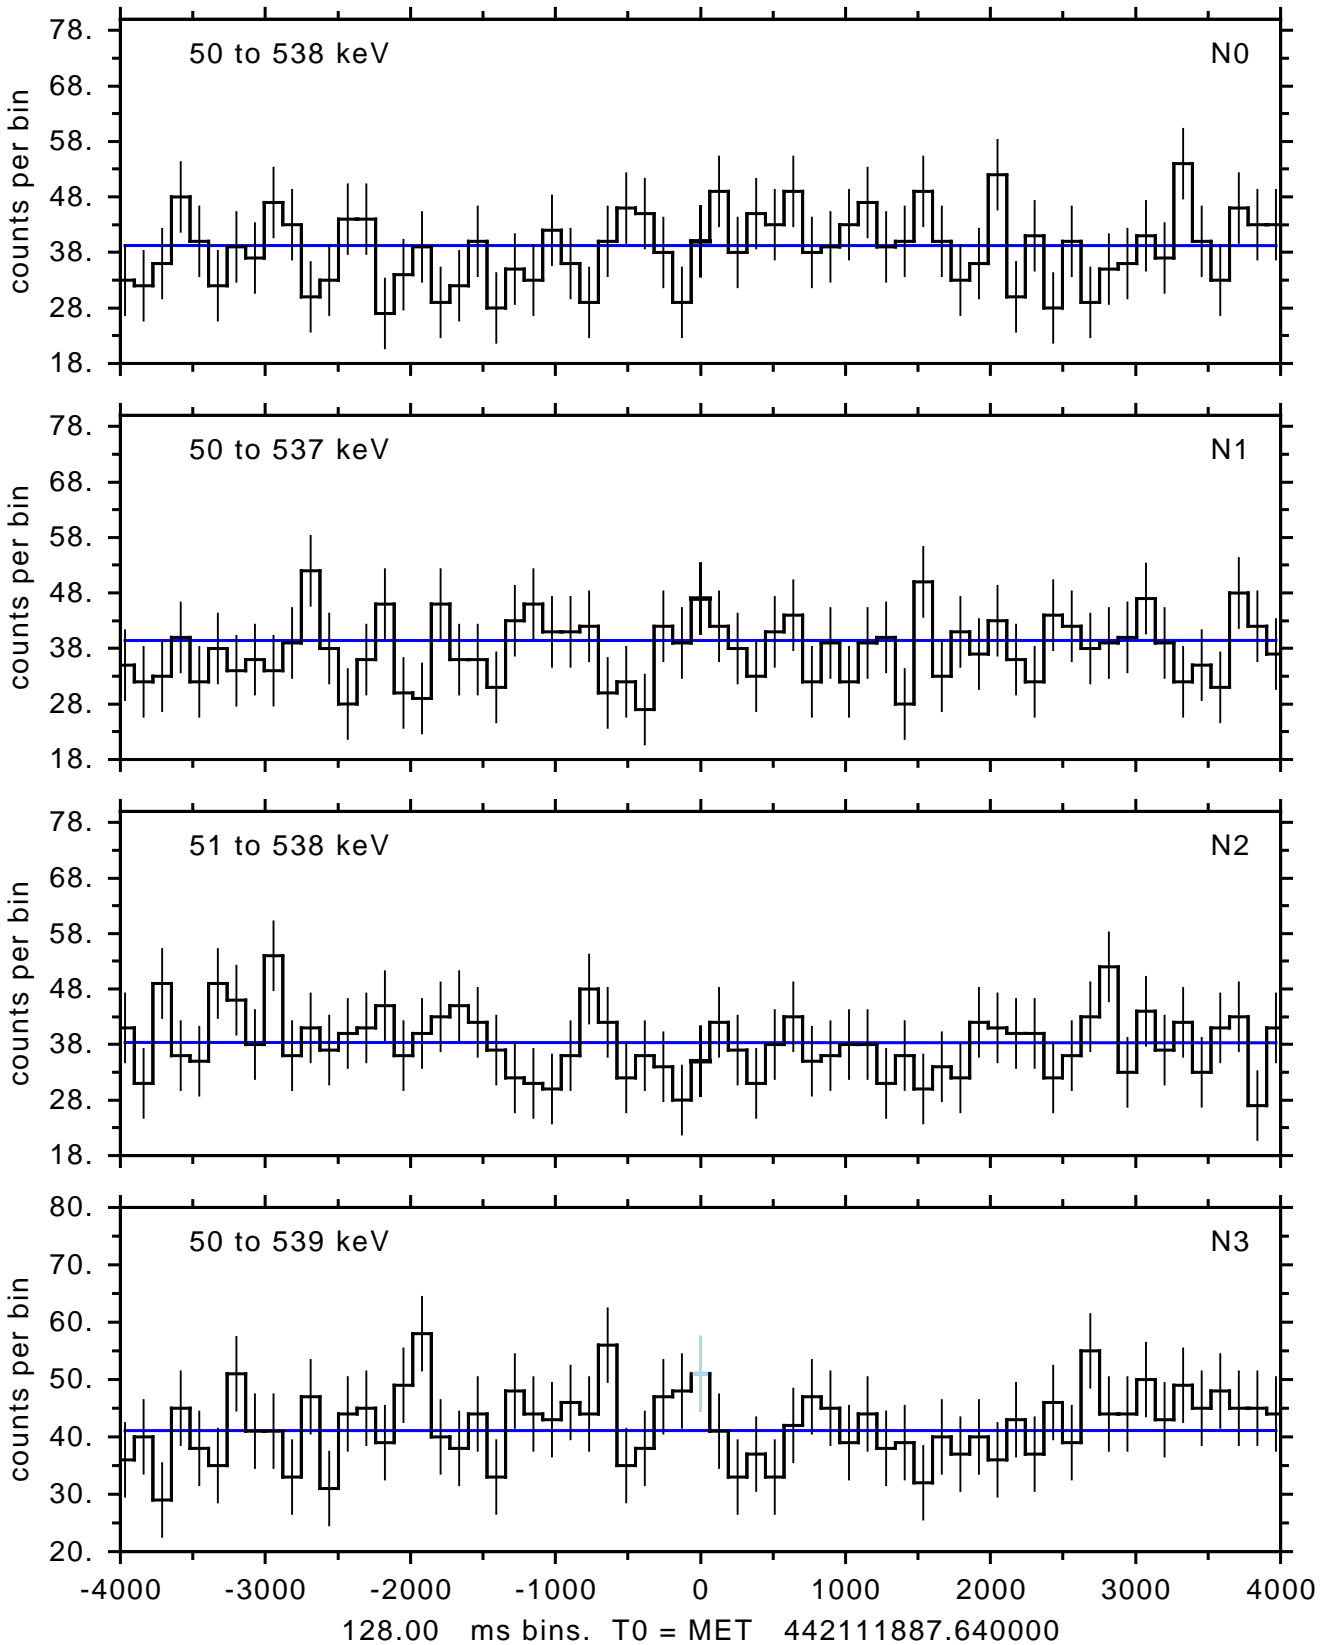 78.
50 to 538 keV
N0
68.
58.
48.
38.
28.
18.
counts per bin
78.
50 to 537 keV
N1
68.
58.
48.
38.
28.
18.
counts per bin
78.
51 to 538 keV
N2
68.
58.
48.
38.
28.
18.
counts per bin
80.
50 to 539 keV
N3
70.
60.
50.
40.
30.
20.
counts per bin
-4000 -3000 -2000 -1000 0 1000 2000 3000 4000
128.00 ms bins. T0 = MET 442111887.640000